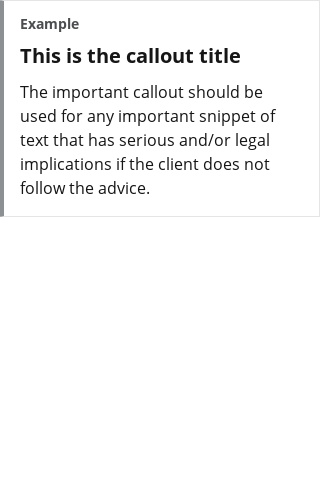 Example
This is the callout title
The important callout should be
used for any important snippet of
text that has serious and/or legal
implications if the client does not
follow the advice.